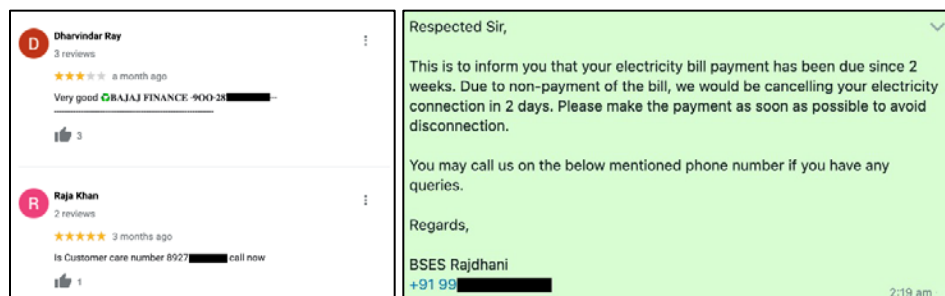 D
Dharvindar Ray
3 reviews
a month ago
Very good ♻BAJAJ FINANCE -9OO-28
3
R
Raja Khan
2 reviews
3 months ago
Is Customer care number 8927 call now
1
Respected Sir,
This is to inform you that your electricity bill payment has been due since 2
weeks. Due to non-payment of the bill, we would be cancelling your electricity
connection in 2 days. Please make the payment as soon as possible to avoid
disconnection.
You may call us on the below mentioned phone number if you have any
queries.
Regards,
BSES Rajdhani
+91 99
2:19 am